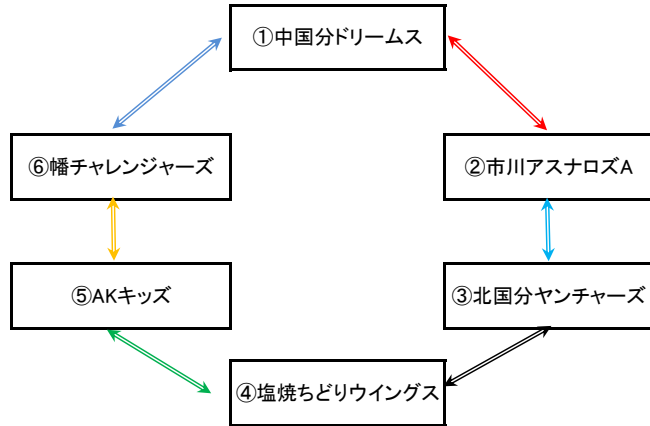 ①中国分ドリームス
⑥幡チャレンジャーズ
②市川アスナロズA
⑤AKキッズ
③北国分ヤンチャーズ
④塩焼ちどりウイングス